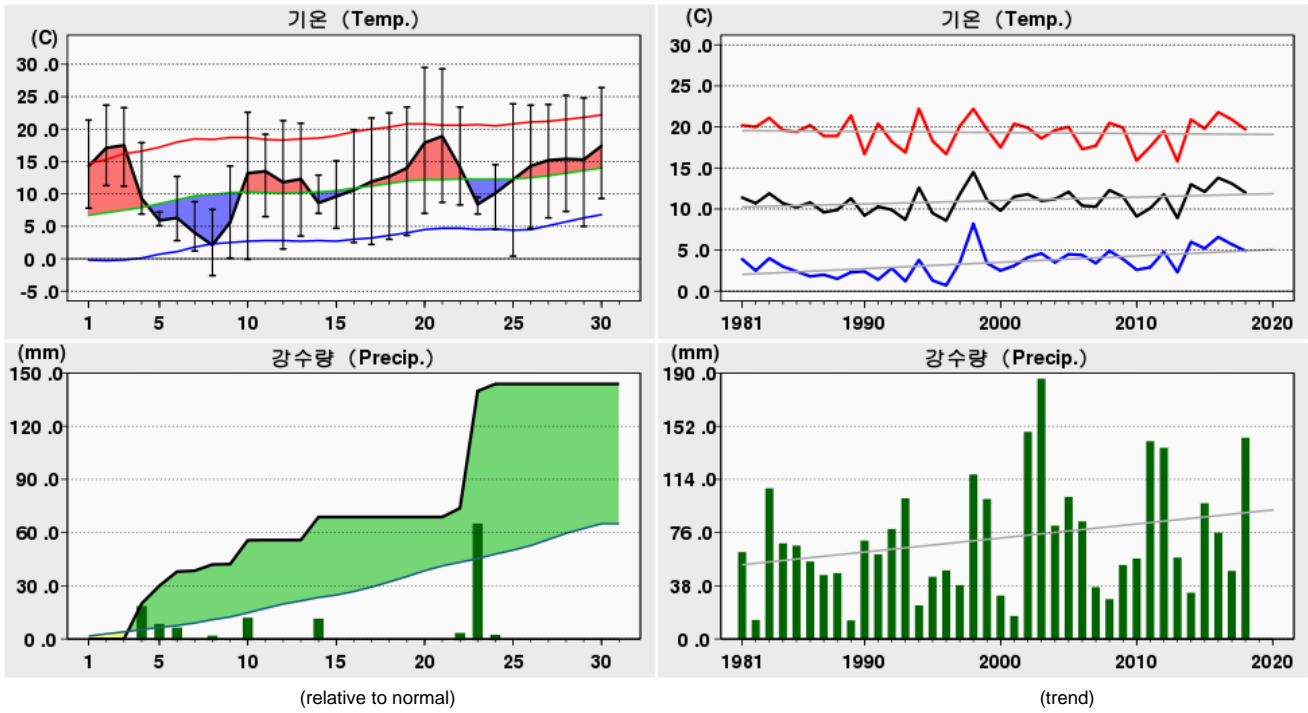 기온 (Temp.)
(C)
30 .0
25 .0
20 .0
15 .0
10 .0
5 .0
0 .0
-5 .0
1 5 10 15 20 25 30
기온 (Temp.)
(C)
30 .0
25 .0
20 .0
15 .0
10 .0
5 .0
0 .0
1981 1990 2000 2010 2020
강수량 (Precip.)
(mm)
150 .0
120 .0
90 .0
60 .0
30 .0
0 .0
1 5 10 15 20 25 30
(relative to normal)
강수량 (Precip.)
(mm)
190 .0
152 .0
114 .0
76 .0
38 .0
0 .0
1981 1990 2000 2010 2020
(trend)